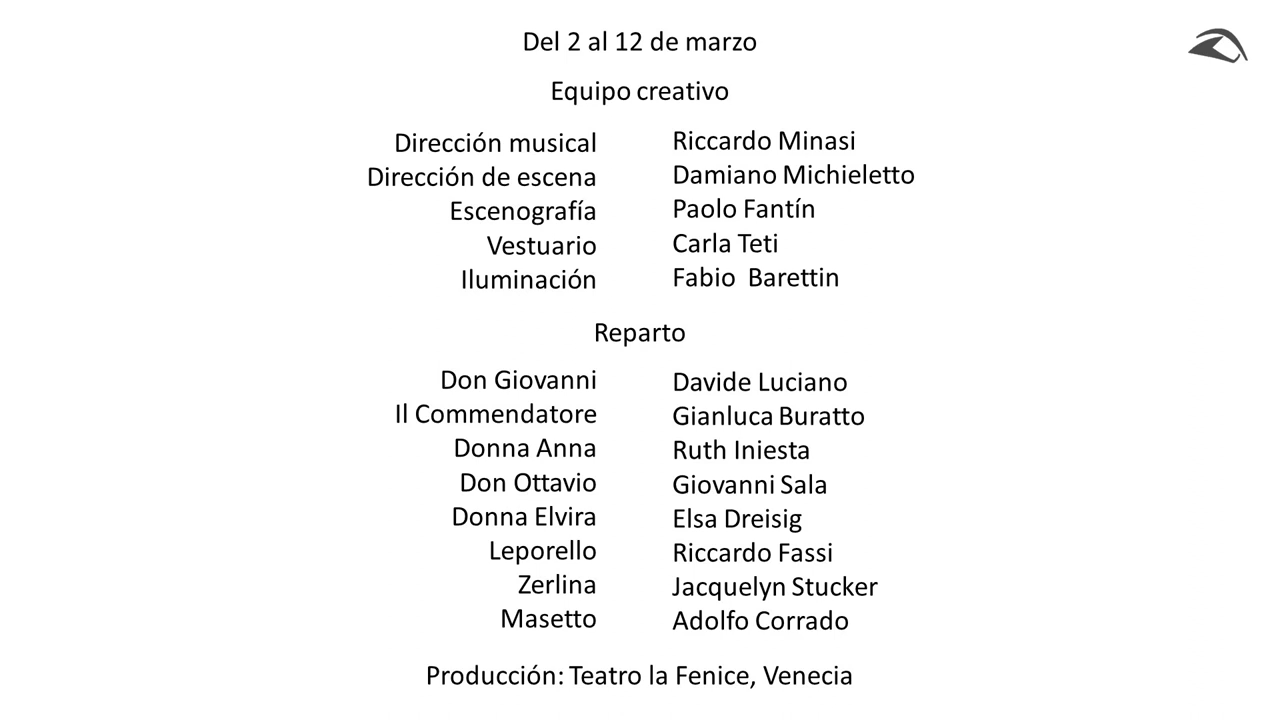 Del 2 al 12 de marzo
Equipo creativo
Dirección musical Riccardo Minasi
Dirección de escena Damiano Michieletto
Escenografía Paolo Fantín
Vestuario Carla Teti
Iluminación Fabio Barettin
Reparto
Don Giovanni Davide Luciano
Il Commendatore Gianluca Buratto
Donna Anna Ruth Iniesta
Don Ottavio Giovanni Sala
Donna Elvira Elsa Dreisig
Leporello Riccardo Fassi
Zerlina Jacquelyn Stucker
Masetto Adolfo Corrado
Producción: Teatro la Fenice, Venecia